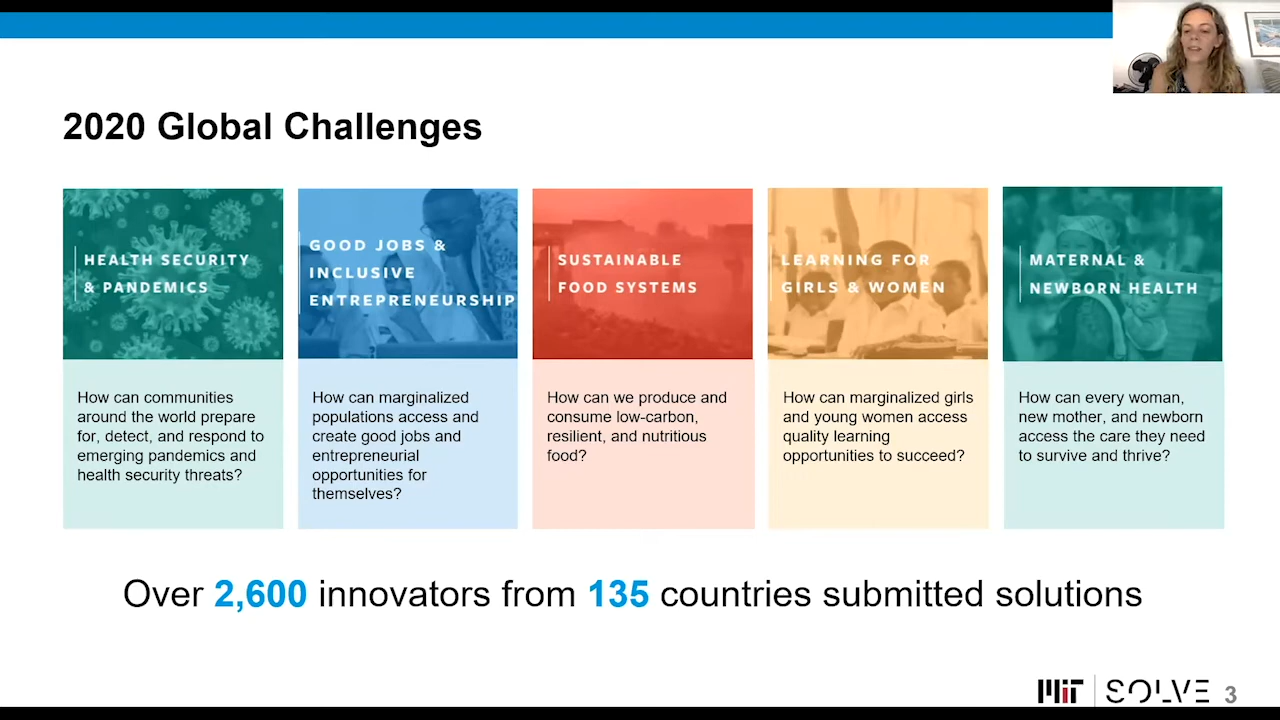 2020 Global Challenges
HEALTH SECURITY
& PANDEMICS
How can communities
around the world prepare
for, detect, and respond to
emerging pandemics and
health security threats?
GOOD JOBS &
INCLUSIVE
ENTREPRENEURSHIP
How can marginalized
populations access and
create good jobs and
entrepreneurial
opportunities for
themselves?
SUSTAINABLE
FOOD SYSTEMS
How can we produce and
consume low-carbon,
resilient, and nutritious
food?
LEARNING FOR
GIRLS & WOMEN
How can marginalized girls
and young women access
quality learning
opportunities to succeed?
MATERNAL &
NEWBORN HEALTH
How can every woman,
new mother, and newborn
access the care they need
to survive and thrive?
Over 2,600 innovators from 135 countries submitted solutions
MIT SOLVE 3